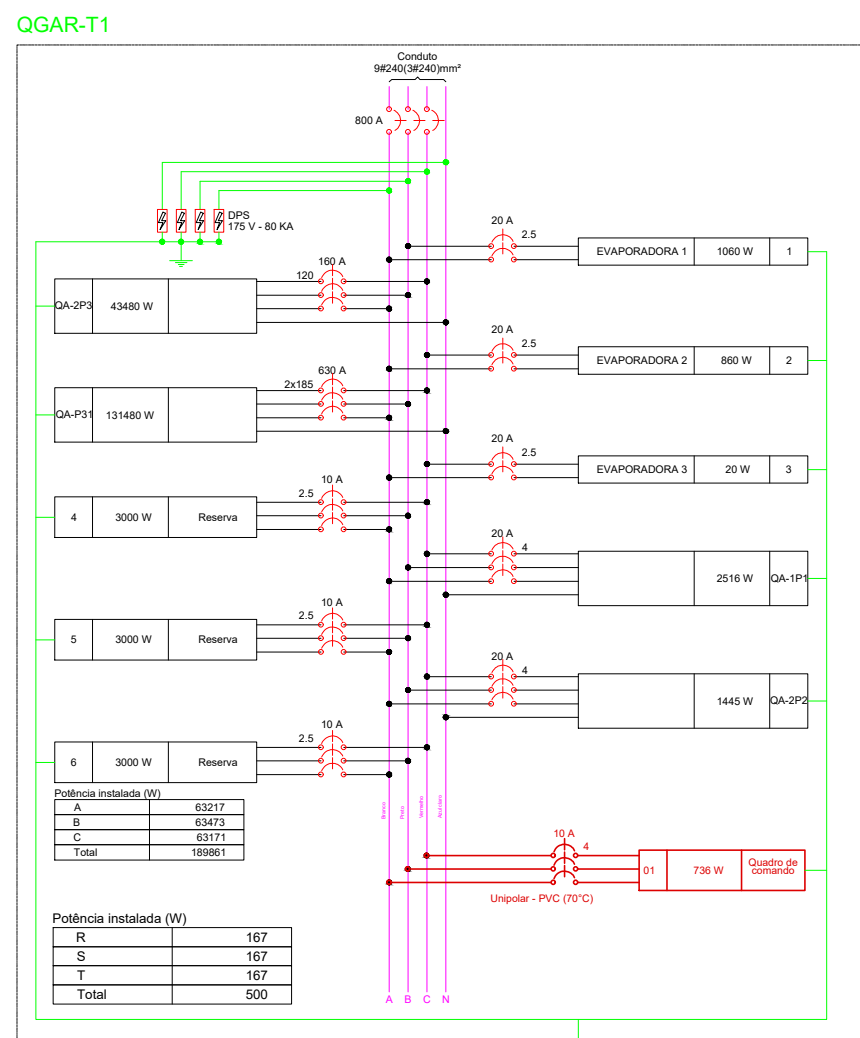 QGAR-T1
Conduto
9#240(3#240)mm²
800 A
DPS
175 V - 80 KA
20 A
2.5
EVAPORADORA 1 1060 W 1
160 A
120
QA-2P3 43480 W
20 A
2.5
EVAPORADORA 2 860 W 2
630 A
2x185
QA-P31 131480 W
20 A
2.5
EVAPORADORA 3 20 W 3
10 A
2.5
4 3000 W Reserva
20 A
4
2516 W QA-1P1
10 A
2.5
5 3000 W Reserva
20 A
4
1445 W QA-2P2
10 A
2.5
6 3000 W Reserva
Potência instalada (W)
A 63217
B 63473
C 63171
Total 189861
Branco
Preto
Vermelho
Azul claro
10 A
4
01 736 W Quadro de
comando
Unipolar - PVC (70°C)
Potência instalada (W)
R 167
S 167
T 167
Total 500
A B C N